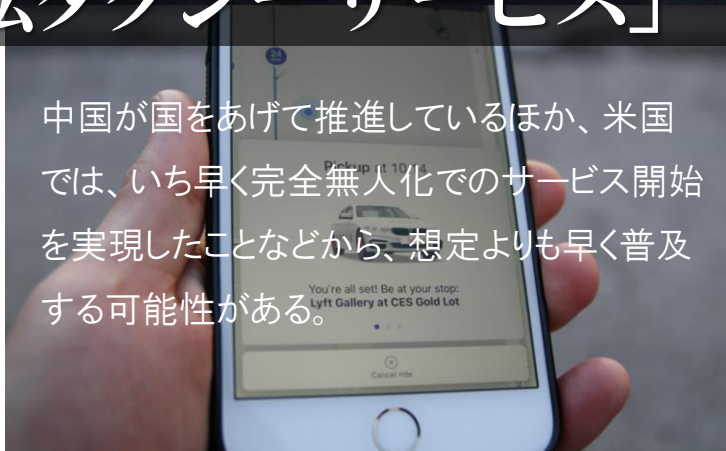 タクシーサービス」
中国が国をあげて推進しているほか、米国
では、いち早く完全無人化でのサービス開始
を実現したことなどから、想定よりも早く普及
する可能性がある。
24
Pickup at 10:14
You're all set! Be at your stop:
Lyft Gallery at CES Gold Lot
Cancel ride